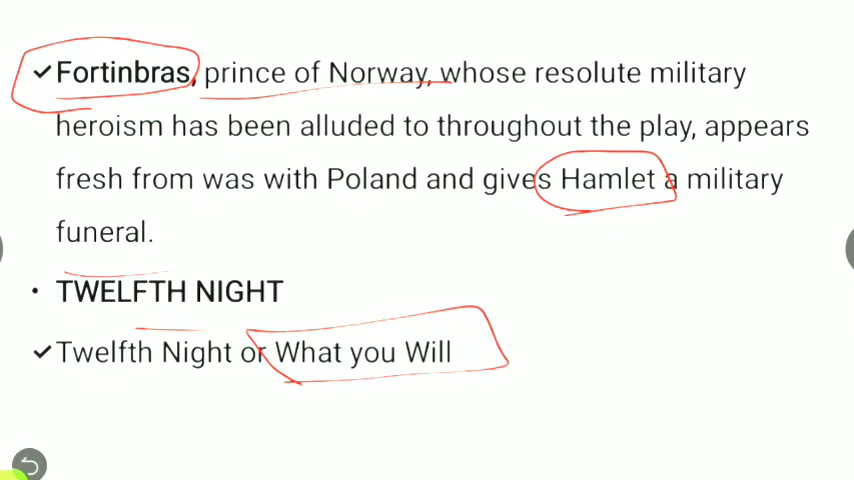 ✓Fortinbras, prince of Norway, whose resolute military
heroism has been alluded to throughout the play, appears
fresh from was with Poland and gives Hamlet a military
funeral.
• TWELFTH NIGHT
✓Twelfth Night or What you Will